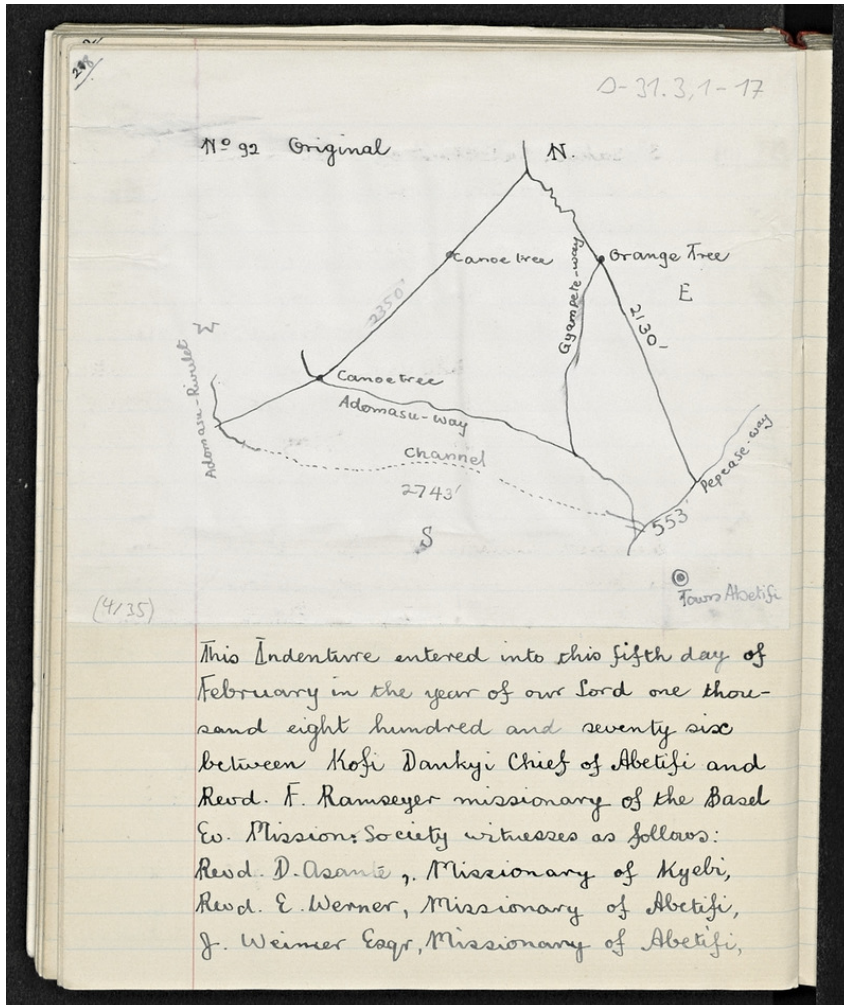 298
D-31.3,1-17
Nº 92 Original
N.
Canoe tree
Orange Tree
E
Gyampete-way
2350'
2130-
W
Adomasu-Rivulet
Canoetree
Adomasu-way
Channel
2743'
S
Pepease-way
553'
Town Abetifi
(4/35)
This Indenture entered into this fifth day of
February in the year of our Lord one thou-
sand eight hundred and seventy six
between Kofi Dankyi Chief of Abetifi and
Revd. F. Ramseyer missionary of the Basel
Ev. Mission: Society witnesses as follows:
Revd. D. Asante, Missionary of Kyebi,
Revd. E. Werner, Missionary of Abetifi,
J. Weimer Esqr, Missionary of Abetifi,